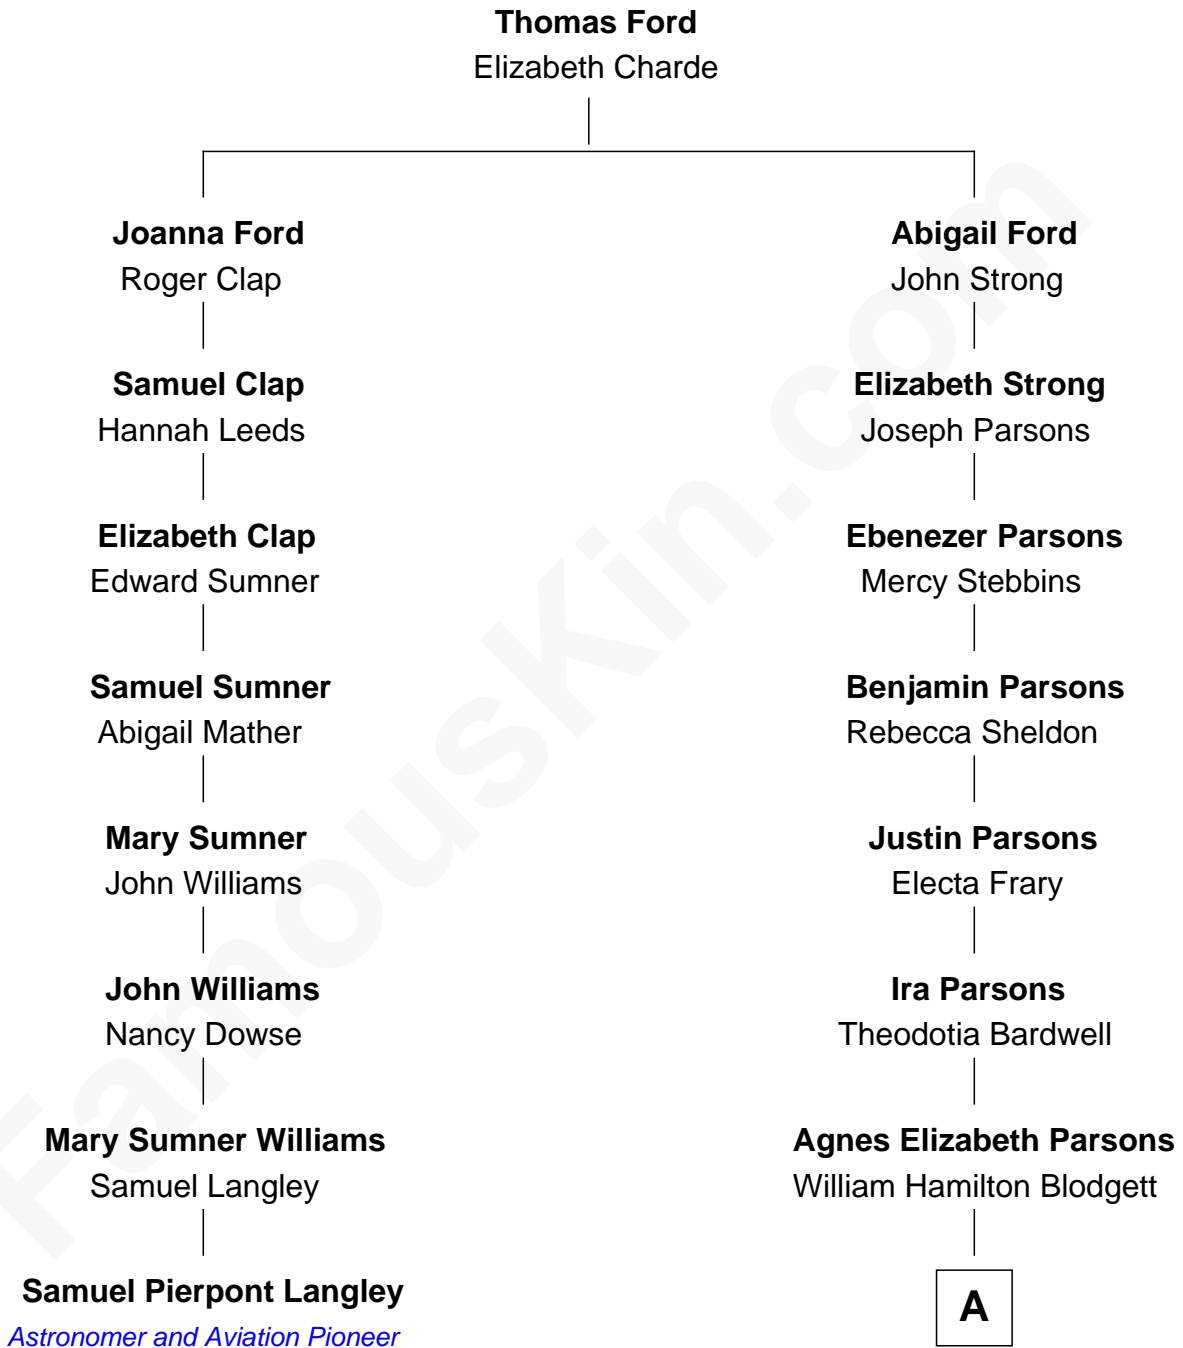 Thomas Ford
Elizabeth Charde
Joanna Ford
Roger Clap
Abigail Ford
John Strong
Samuel Clap
Hannah Leeds
Elizabeth Strong
Joseph Parsons
Elizabeth Clap
Edward Sumner
Ebenezer Parsons
Mercy Stebbins
Samuel Sumner
Abigail Mather
Benjamin Parsons
Rebecca Sheldon
Mary Sumner
John Williams
Justin Parsons
Electa Frary
John Williams
Nancy Dowse
Ira Parsons
Theodotia Bardwell
Mary Sumner Williams
Samuel Langley
Agnes Elizabeth Parsons
William Hamilton Blodgett
Samuel Pierpont Langley
Astronomer and Aviation Pioneer
A
FamousKin.com